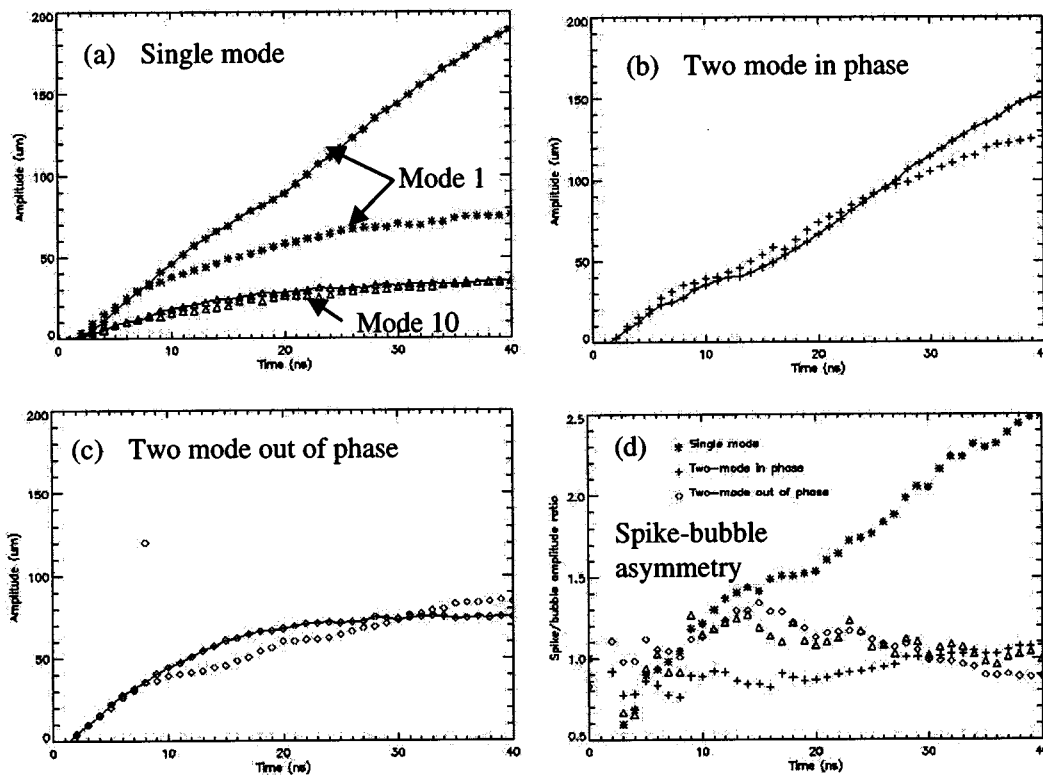 (a) Single mode
Mode 1
Mode 10
Amplitude (um)
200
150
100
50
0
0 10 20 30 40
Time (ns)
(b) Two mode in phase
Amplitude (um)
200
150
100
50
0
0 10 20 30 40
Time (ns)
(c) Two mode out of phase
Amplitude (um)
200
150
100
50
0
0 10 20 30 40
Time (ns)
(d)
Single mode
Two-mode in phase
Two-mode out of phase
Spike-bubble
asymmetry
Spike/bubble amplitude ratio
2.5
2.0
1.5
1.0
0.5
0 10 20 30 40
Time (ns)